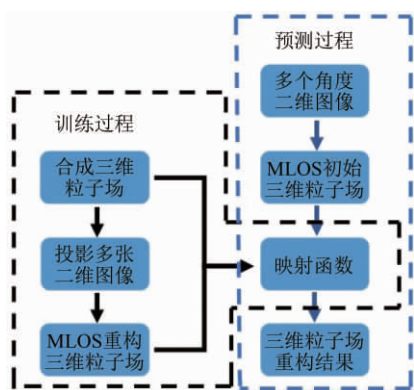 训练过程
合成三维
粒子场
投影多张
二维图像
MLOS重构
三维粒子场
预测过程
多个角度
二维图像
MLOS初始
三维粒子场
映射函数
三维粒子场
重构结果